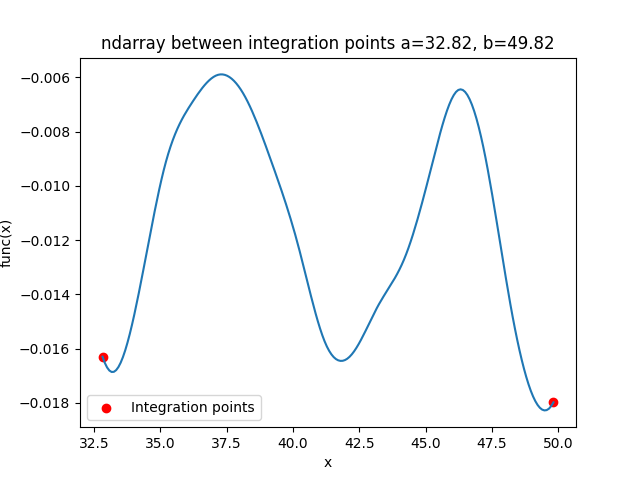 ndarray between integration points a=32.82, b=49.82
−0.006
−0.008
−0.010
−0.012
−0.014
−0.016
−0.018
func(x)
Integration points
32.5 35.0 37.5 40.0 42.5 45.0 47.5 50.0
x